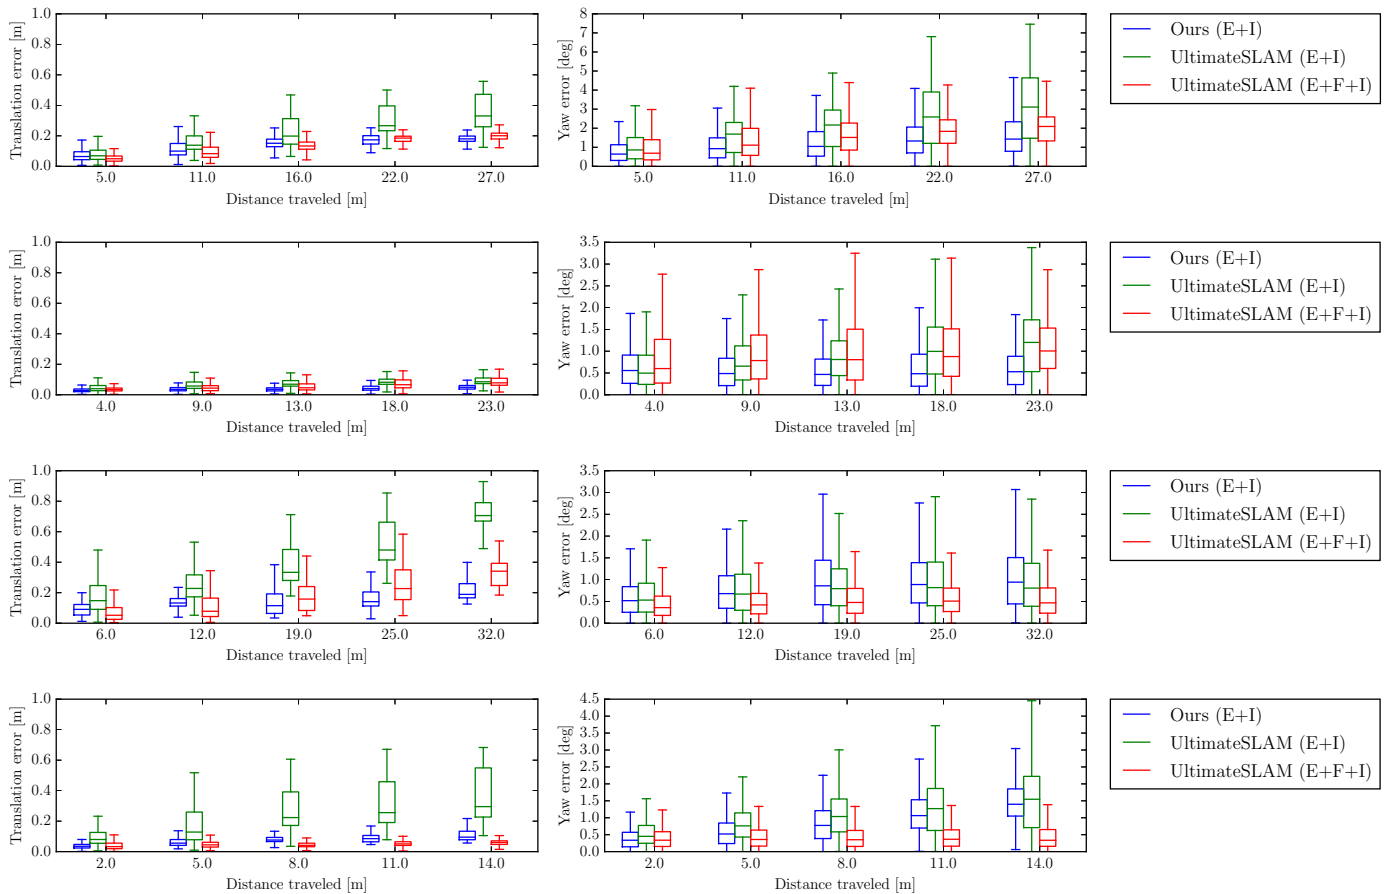 Translation error [m]
1.0
0.8
0.6
0.4
0.2
0.0
5.0 11.0 16.0 22.0 27.0
Distance traveled [m]
Yaw error [deg]
8
7
6
5
4
3
2
1
0
5.0 11.0 16.0 22.0 27.0
Distance traveled [m]
Ours (E+I)
UltimateSLAM (E+I)
UltimateSLAM (E+F+I)
Translation error [m]
1.0
0.8
0.6
0.4
0.2
0.0
4.0 9.0 13.0 18.0 23.0
Distance traveled [m]
Yaw error [deg]
3.5
3.0
2.5
2.0
1.5
1.0
0.5
0.0
4.0 9.0 13.0 18.0 23.0
Distance traveled [m]
Ours (E+I)
UltimateSLAM (E+I)
UltimateSLAM (E+F+I)
Translation error [m]
1.0
0.8
0.6
0.4
0.2
0.0
6.0 12.0 19.0 25.0 32.0
Distance traveled [m]
Yaw error [deg]
3.5
3.0
2.5
2.0
1.5
1.0
0.5
0.0
6.0 12.0 19.0 25.0 32.0
Distance traveled [m]
Ours (E+I)
UltimateSLAM (E+I)
UltimateSLAM (E+F+I)
Translation error [m]
1.0
0.8
0.6
0.4
0.2
0.0
2.0 5.0 8.0 11.0 14.0
Distance traveled [m]
Yaw error [deg]
4.5
4.0
3.5
3.0
2.5
2.0
1.5
1.0
0.5
0.0
2.0 5.0 8.0 11.0 14.0
Distance traveled [m]
Ours (E+I)
UltimateSLAM (E+I)
UltimateSLAM (E+F+I)